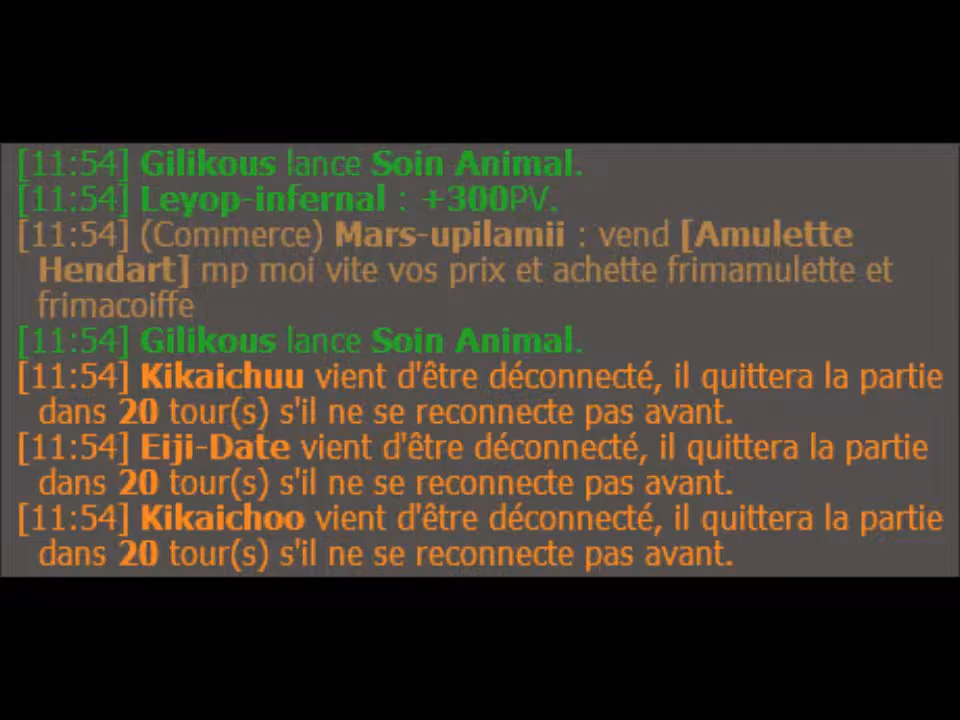 [11:54] Gilikous lance Soin Animal.
[11:54] Leyop-infernal : +300PV.
[11:54] (Commerce) Mars-upilamii : vend [Amulette
Hendart] mp moi vite vos prix et achette frimamulette et
frimacoiffe
[11:54] Gilikous lance Soin Animal.
[11:54] Kikaichuu vient d'être déconnecté, il quittera la partie
dans 20 tour(s) s'il ne se reconnecte pas avant.
[11:54] Eiji-Date vient d'être déconnecté, il quittera la partie
dans 20 tour(s) s'il ne se reconnecte pas avant.
[11:54] Kikaichoo vient d'être déconnecté, il quittera la partie
dans 20 tour(s) s'il ne se reconnecte pas avant.